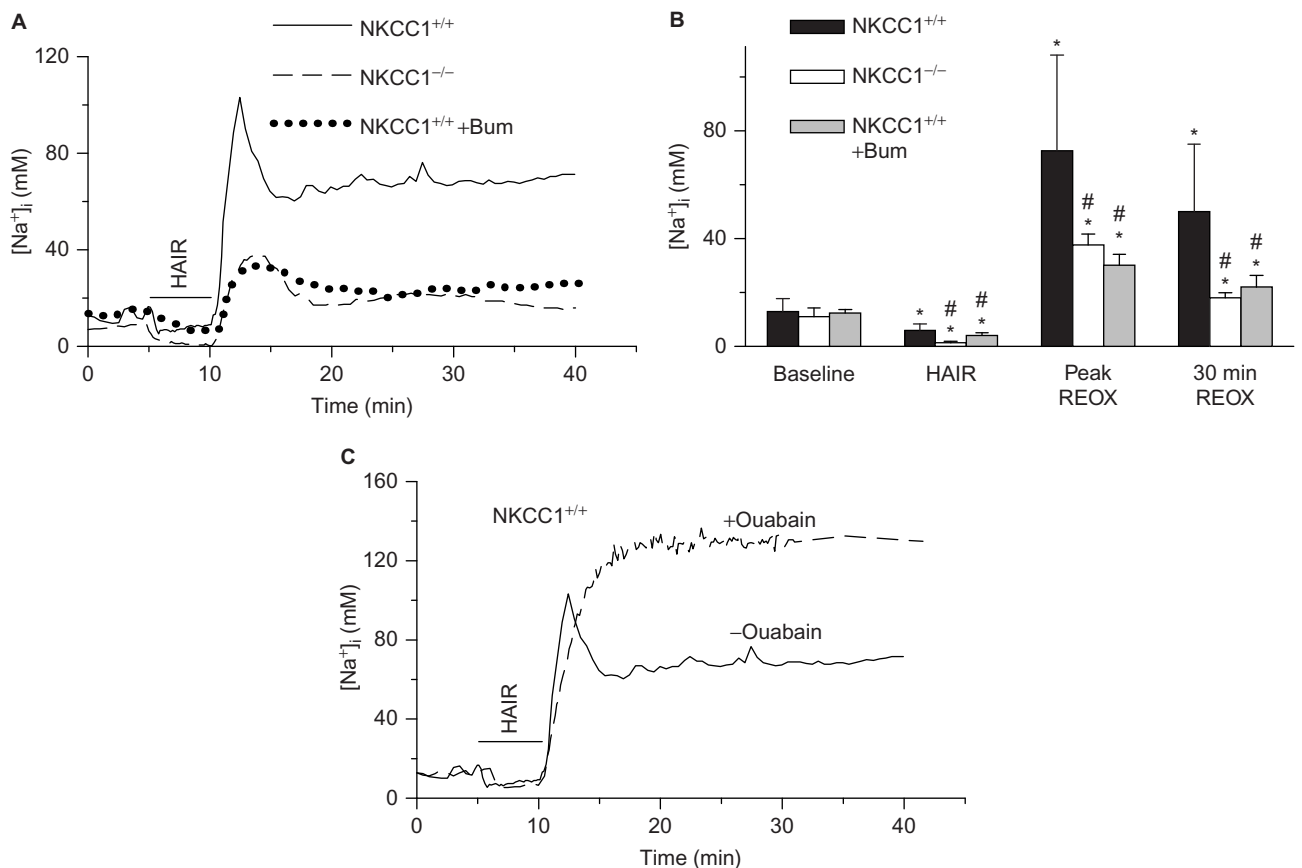 A
NKCC1+/+
NKCC1−/−
NKCC1+/+ +Bum
120
80
40
0
[Na+]i (mM)
HAIR
0 10 20 30 40
Time (min)
B
NKCC1+/+
NKCC1−/−
NKCC1+/+
+Bum
80
40
0
[Na+]i (mM)
*
*
# #
* *
# #
* *
*
# #
* *
Baseline HAIR Peak
REOX 30 min
REOX
C
160
120
80
40
0
[Na+]i (mM)
NKCC1+/+
+Ouabain
−Ouabain
HAIR
0 10 20 30 40
Time (min)